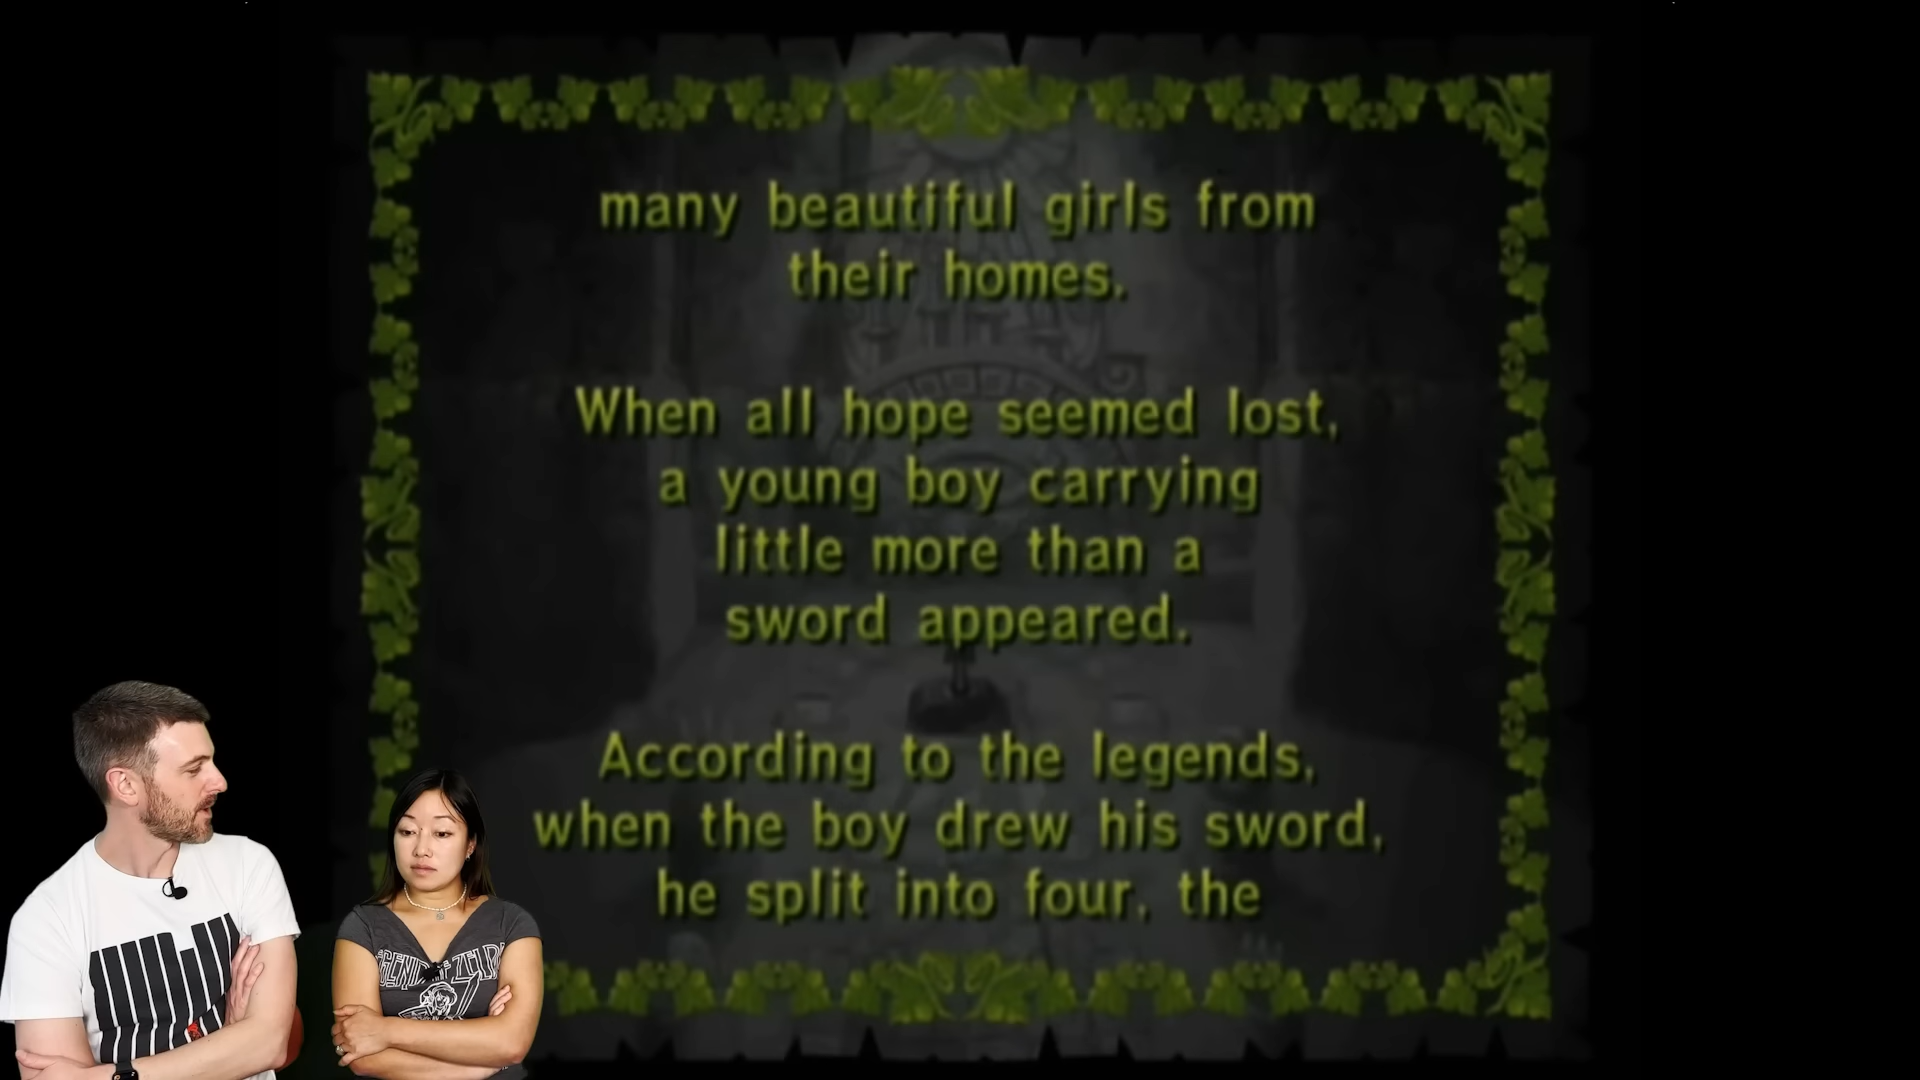 many beautiful girls from
their homes.
When all hope seemed lost,
a young boy carrying
little more than a
sword appeared.
According to the legends,
when the boy drew his sword,
he split into four, the